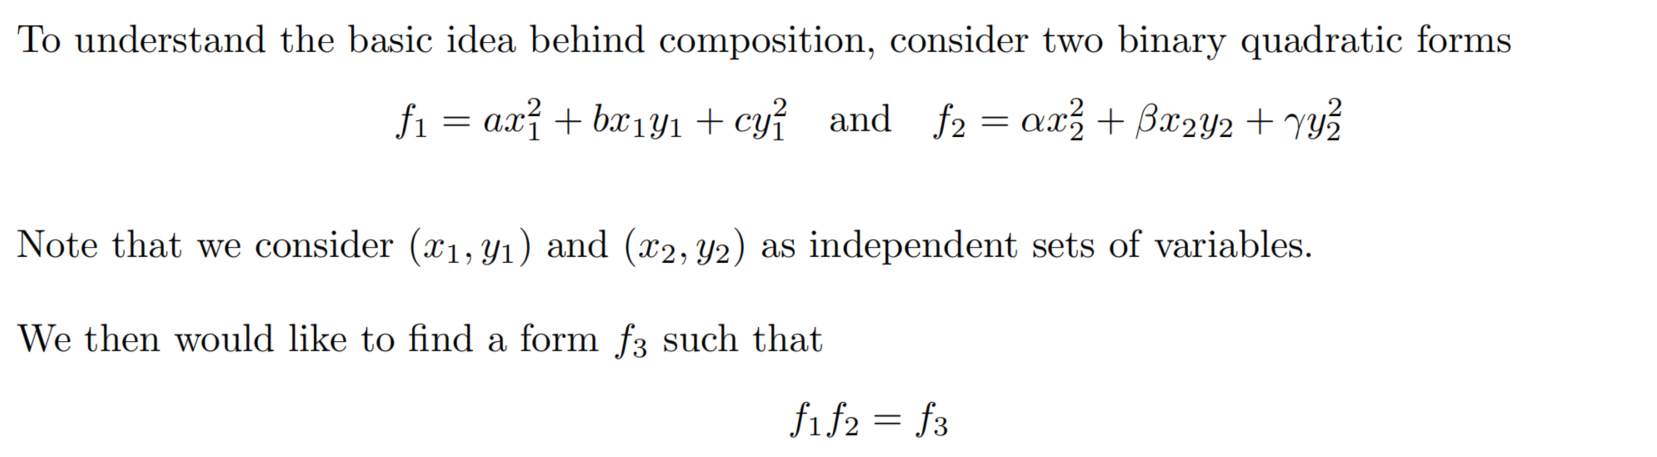 To understand the basic idea behind composition, consider two binary quadratic forms
f₁ = ax₁² + bx₁y₁ + cy₁² and f₂ = αx₂² + βx₂y₂ + γy₂²
Note that we consider (x₁, y₁) and (x₂, y₂) as independent sets of variables.
We then would like to find a form f₃ such that
f₁f₂ = f₃